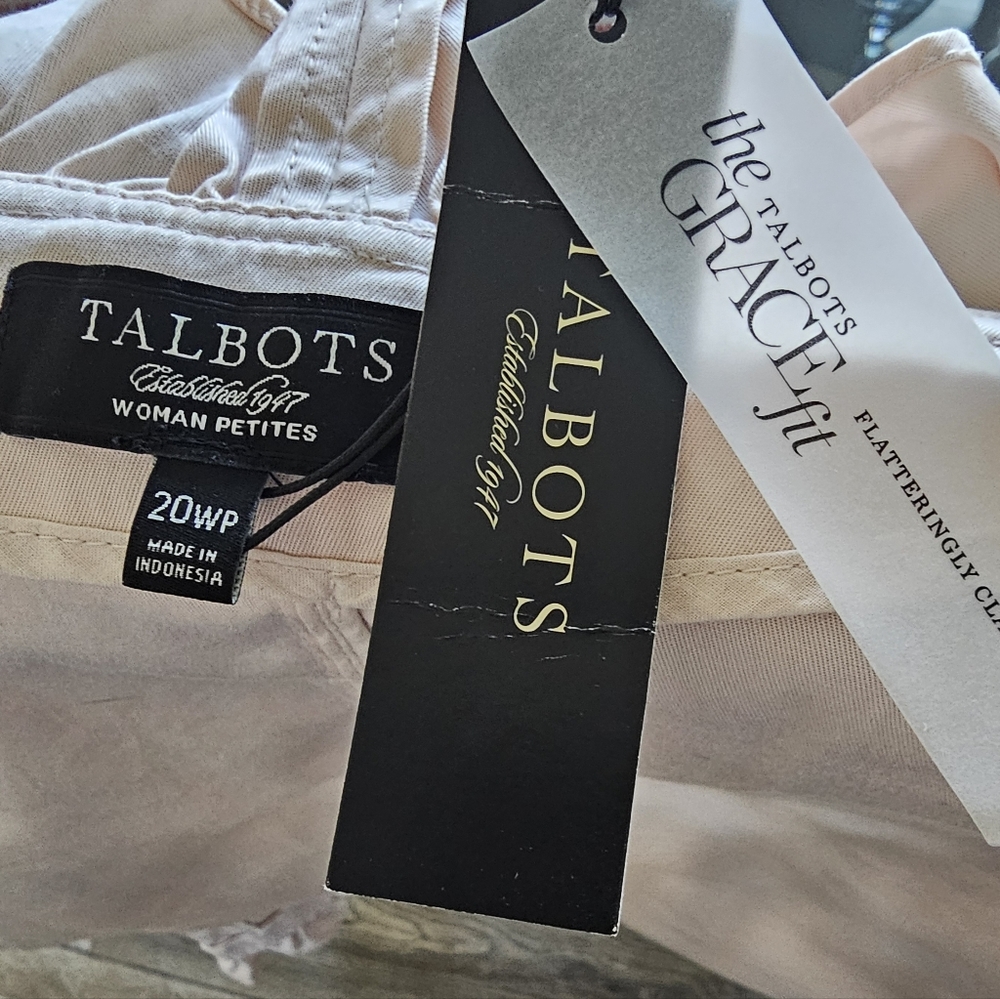 TALBOTS
Established 1947
WOMAN PETITES
20WP
MADE IN
INDONESIA
TALBOTS
Established 1947
the
TALBOTS
GRACE
fit
FLATTERINGLY